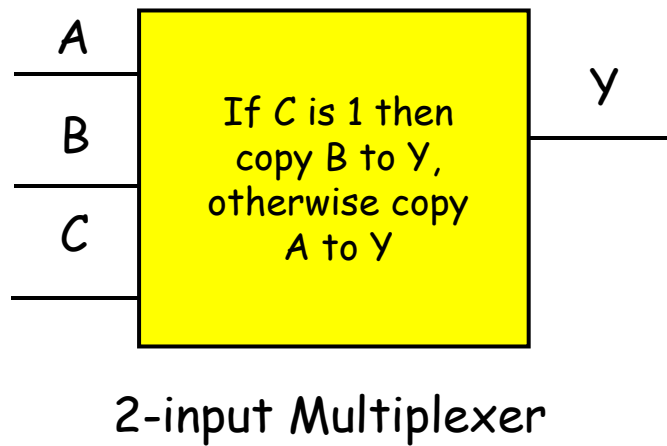 A
B
C
If C is 1 then
copy B to Y,
otherwise copy
A to Y
Y
2-input Multiplexer